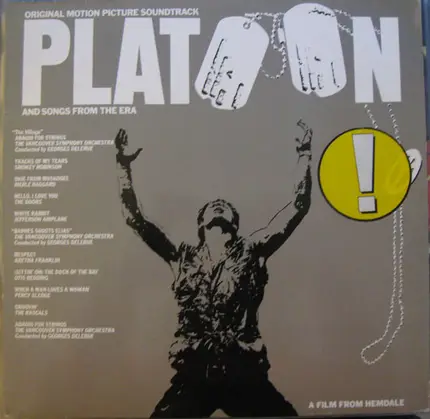 ORIGINAL MOTION PICTURE SOUNDTRACK
PLATOON
AND SONGS FROM THE ERA
"The Village"
ADAGIO FOR STRINGS
THE VANCOUVER SYMPHONY ORCHESTRA
Conducted by GEORGES DELERUE
TRACKS OF MY TEARS
SMOKEY ROBINSON
OKIE FROM MUSKOGEE
MERLE HAGGARD
HELLO, I LOVE YOU
THE DOORS
WHITE RABBIT
JEFFERSON AIRPLANE
"BARNES SHOOTS ELIAS"
THE VANCOUVER SYMPHONY ORCHESTRA
Conducted by GEORGES DELERUE
RESPECT
ARETHA FRANKLIN
(SITTIN' ON) THE DOCK OF THE BAY
OTIS REDDING
WHEN A MAN LOVES A WOMAN
PERCY SLEDGE
GROOVIN'
THE RASCALS
ADAGIO FOR STRINGS
THE VANCOUVER SYMPHONY ORCHESTRA
Conducted by GEORGES DELERUE
!
A FILM FROM HEMDALE